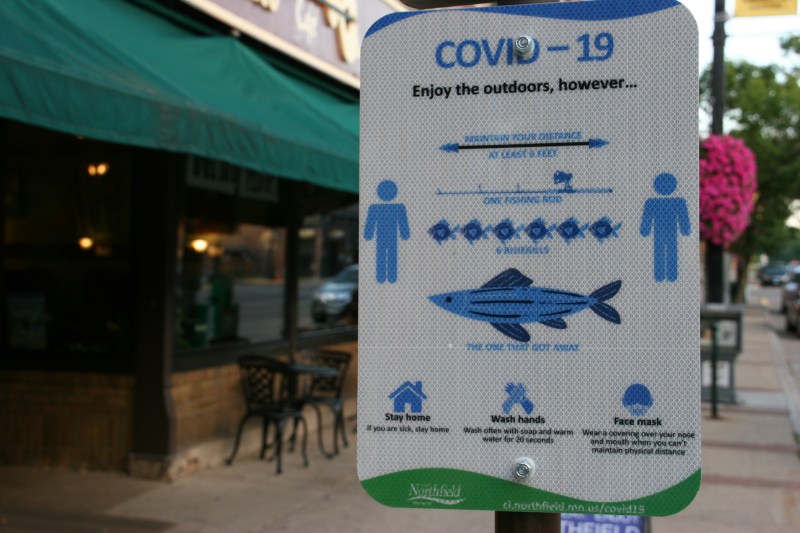 COVID – 19
Enjoy the outdoors, however...
MAINTAIN YOUR DISTANCE
AT LEAST 6 FEET
ONE FISHING ROD
6 BLUEGILLS
THE ONE THAT GOT AWAY
Stay home
If you are sick, stay home
Wash hands
Wash often with soap and warm
water for 20 seconds
Face mask
Wear a covering over your nose
and mouth when you can't
maintain physical distance
Northfield
ci.northfield.mn.us/covid19
THFIELD